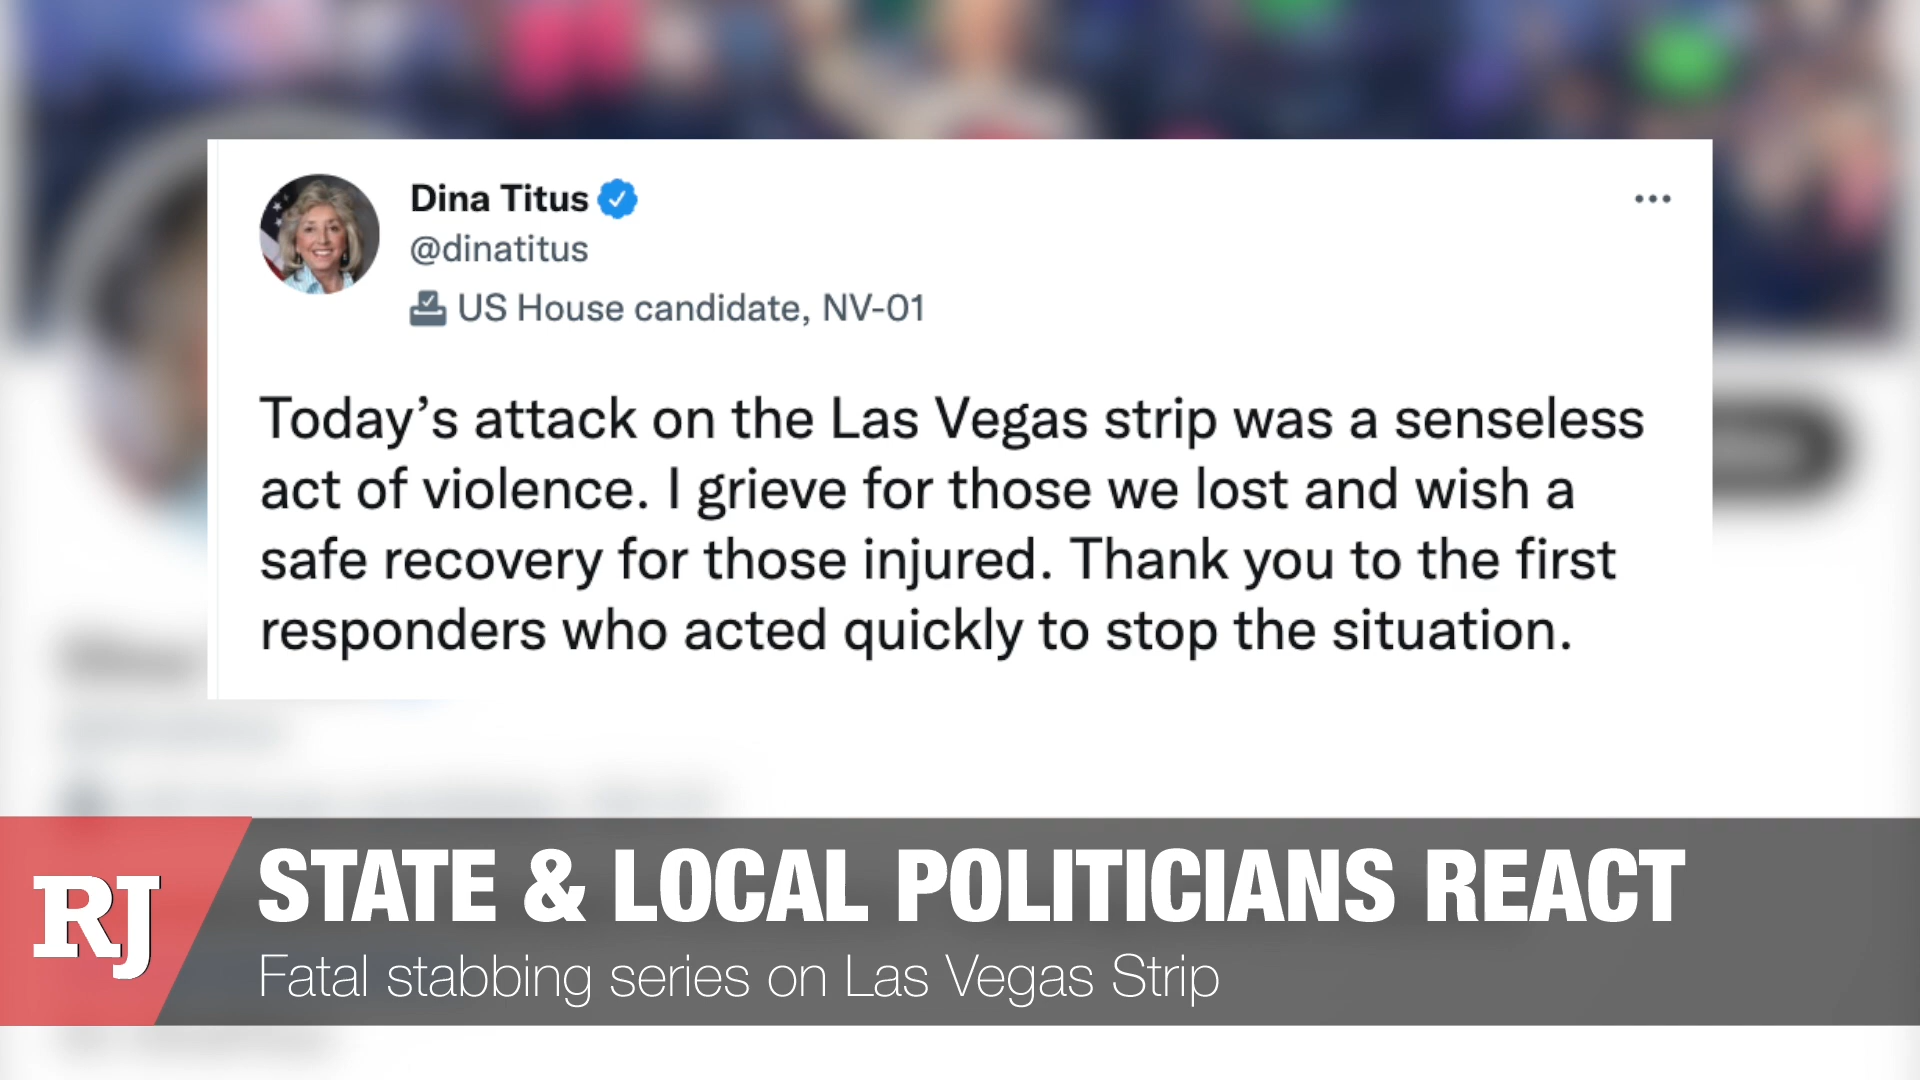 Dina Titus
@dinatitus
US House candidate, NV-01
Today’s attack on the Las Vegas strip was a senseless
act of violence. I grieve for those we lost and wish a
safe recovery for those injured. Thank you to the first
responders who acted quickly to stop the situation.
RJ
STATE & LOCAL POLITICIANS REACT
Fatal stabbing series on Las Vegas Strip